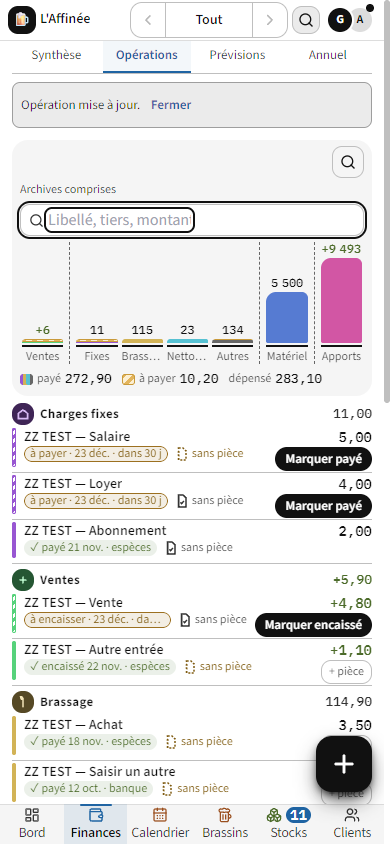 L'Affinée
Tout
G
A
Synthèse
Opérations
Prévisions
Annuel
Opération mise à jour. Fermer
Archives comprises
Libellé, tiers, montant
+6
11
115
23
134
5 500
+9 493
Ventes
Fixes
Brass…
Netto…
Autres
Matériel
Apports
payé 272,90 à payer 10,20 dépensé 283,10
Charges fixes 11,00
ZZ TEST — Salaire 5,00
à payer · 23 déc. · dans 30 j sans pièce
Marquer payé
ZZ TEST — Loyer 4,00
à payer · 23 déc. · dans 30 j sans pièce
Marquer payé
ZZ TEST — Abonnement 2,00
✓ payé 21 nov. · espèces sans pièce
Ventes +5,90
ZZ TEST — Vente +4,80
à encaisser · 23 déc. · da… sans pièce
Marquer encaissé
ZZ TEST — Autre entrée +1,10
✓ encaissé 22 nov. · espèces sans pièce
+ pièce
Brassage 114,90
ZZ TEST — Achat 3,50
✓ payé 18 nov. · espèces sans pièce
ZZ TEST — Saisir un autre
✓ payé 12 oct. · banque sans pièce
+ pièce
Bord
Finances
Calendrier
Brassins
Stocks
11
Clients